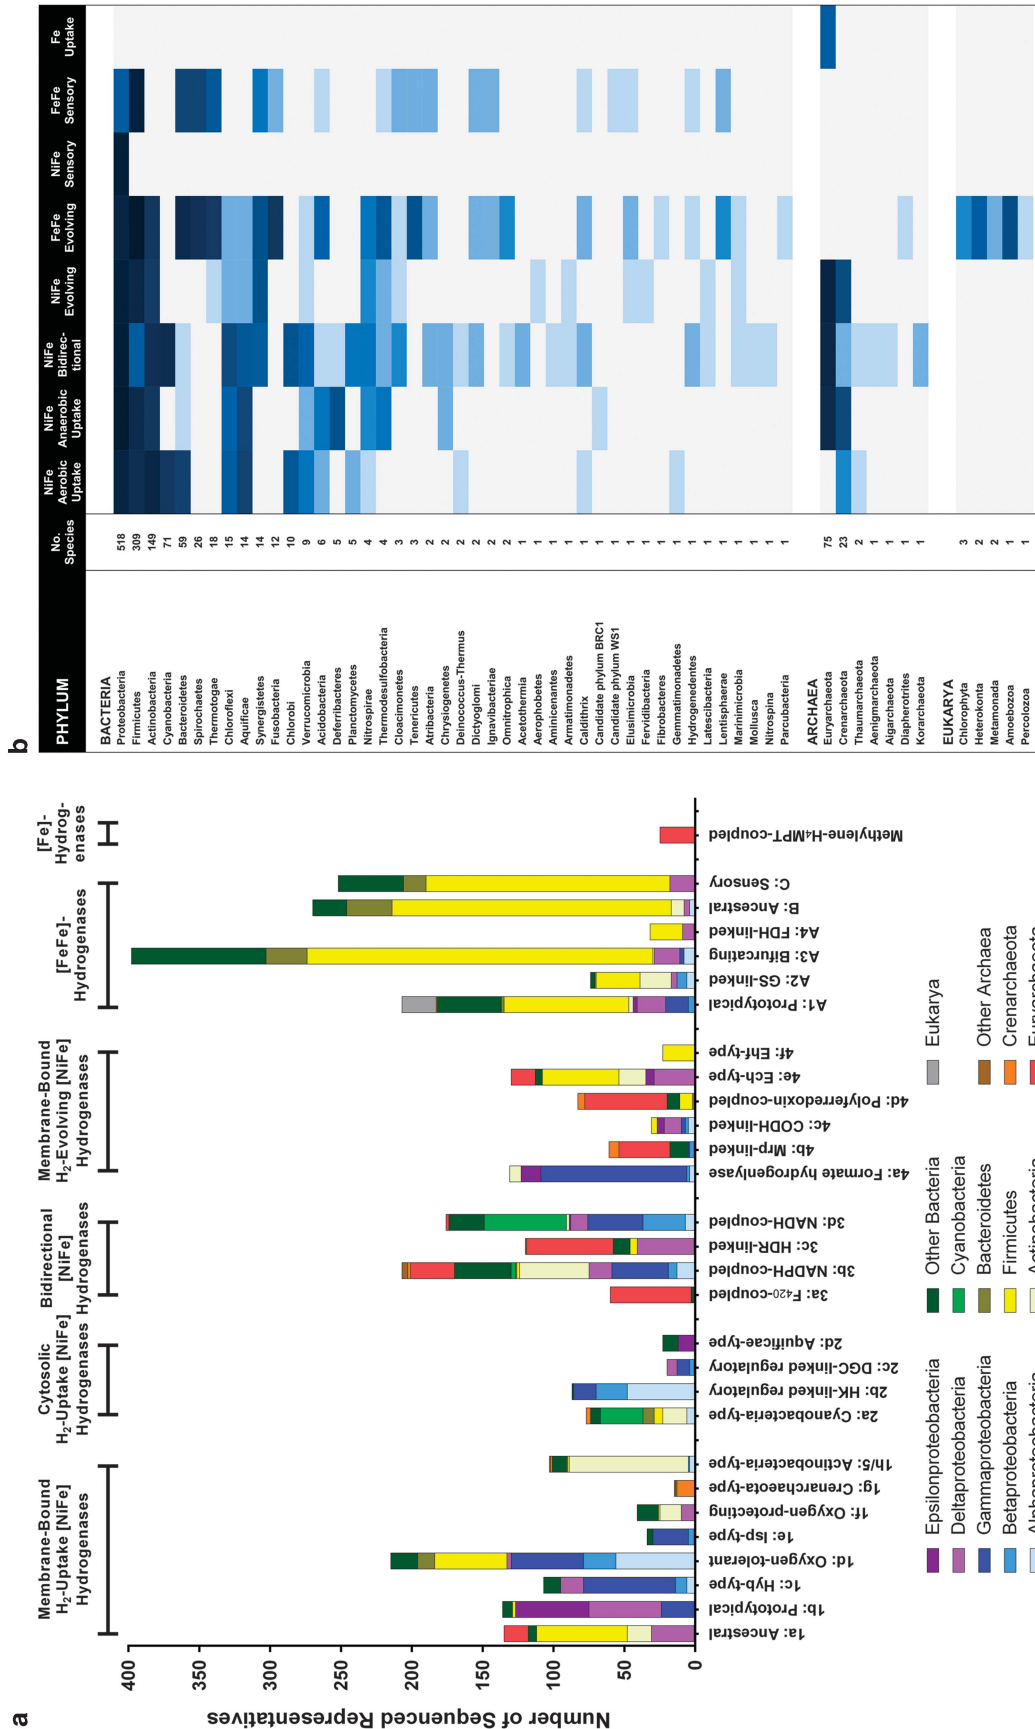 a
Number of Sequenced Representatives
400
350
300
250
200
150
100
50
0
Membrane-Bound
H₂-Uptake [NiFe]
Hydrogenases
Cytosolic
H₂-Uptake [NiFe]
Hydrogenases
Bidirectional
[NiFe]
Hydrogenases
Membrane-Bound
H₂-Evolving [NiFe]
Hydrogenases
[FeFe]-
Hydrogenases
[Fe]-
Hydrog-
enases
1a: Ancestral
1b: Prototypical
1c: Hyb-type
1d: Oxygen-tolerant
1e: Isp-type
1f: Oxygen-protecting
1g: Crenarchaeota-type
1h/5: Actinobacteria-type
2a: Cyanobacteria-type
2b: HK-linked regulatory
2c: DGC-linked regulatory
2d: Aquificae-type
3a: F₄₂₀-coupled
3b: NADPH-coupled
3c: HDR-linked
3d: NADH-coupled
4a: Formate hydrogenlyase
4b: Mrp-linked
4c: CODH-linked
4d: Polyferredoxin-coupled
4e: Ech-type
4f: Ehf-type
A1: Prototypical
A2: GS-linked
A3: Bifurcating
A4: FDH-linked
B: Ancestral
C: Sensory
Methylene-H₄MPT-coupled
Epsilonproteobacteria
Deltaproteobacteria
Gammaproteobacteria
Betaproteobacteria
Alphaproteobacteria
Other Bacteria
Cyanobacteria
Bacteroidetes
Firmicutes
Actinobacteria
Eukarya
Other Archaea
Crenarchaeota
Euryarchaeota
b
PHYLUM
No.
Species
NiFe
Aerobic
Uptake
NiFe
Anaerobic
Uptake
NiFe
Bidirec-
tional
NiFe
Evolving
FeFe
Evolving
NiFe
Sensory
FeFe
Sensory
Fe
Uptake
BACTERIA
Proteobacteria 518
Firmicutes 309
Actinobacteria 149
Cyanobacteria 71
Bacteroidetes 59
Spirochaetes 26
Thermotogae 18
Chloroflexi 15
Aquificae 14
Synergistetes 14
Fusobacteria 12
Chlorobi 10
Verrucomicrobia 9
Acidobacteria 6
Deferribacteres 5
Planctomycetes 5
Nitrospirae 4
Thermodesulfobacteria 4
Cloacimonetes 3
Tenericutes 3
Atribacteria 2
Chrysiogenetes 2
Deinococcus-Thermus 2
Dictyoglomi 2
Ignavibacteriae 2
Omnitrophica 2
Acetothermia 1
Aerophobetes 1
Aminicenantes 1
Armatimonadetes 1
Caldithrix 1
Candidate phylum BRC1 1
Candidate phylum WS1 1
Elusimicrobia 1
Fervidibacteria 1
Fibrobacteres 1
Gemmatimonadetes 1
Hydrogenedentes 1
Latescibacteria 1
Lentisphaerae 1
Marinimicrobia 1
Mollusca 1
Nitrospina 1
Parcubacteria 1
ARCHAEA
Euryarchaeota 75
Crenarchaeota 23
Thaumarchaeota 2
Aenigmarchaeota 1
Aigarchaeota 1
Diapherotrites 1
Korarchaeota 1
EUKARYA
Chlorophyta 3
Heterokonta 2
Metamonada 2
Amoebozoa 1
Percolozoa 1